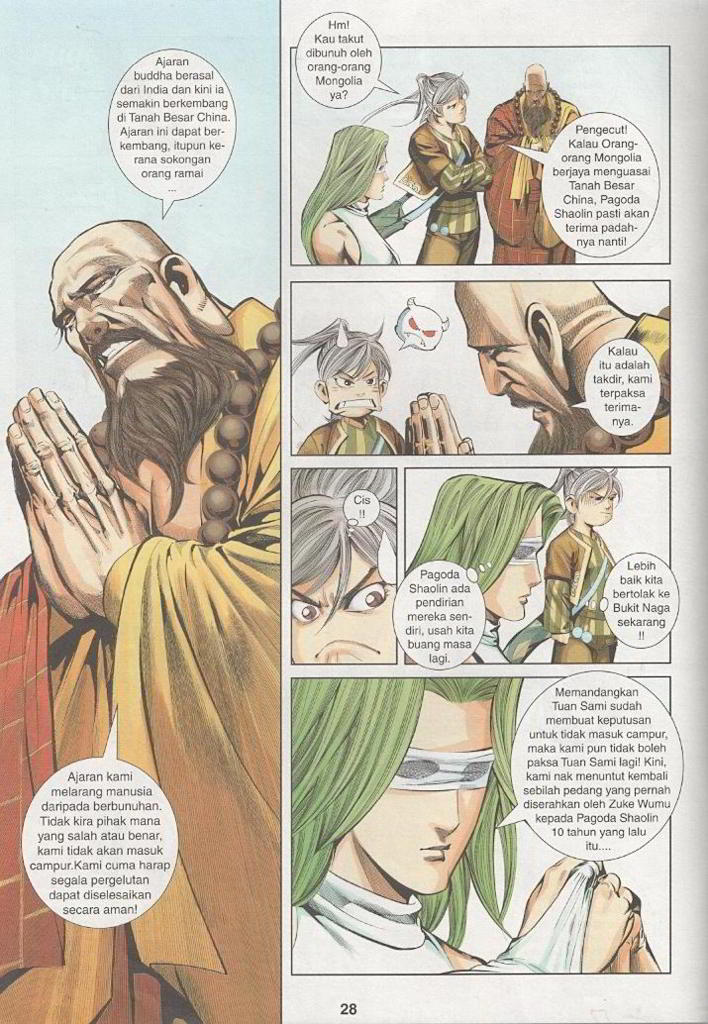 Ajaran
buddha berasal
dari India dan kini ia
semakin berkembang
di Tanah Besar China.
Ajaran ini dapat ber-
kembang, itupun ke-
rana sokongan
orang ramai
...
Ajaran kami
melarang manusia
daripada berbunuhan.
Tidak kira pihak mana
yang salah atau benar,
kami tidak akan masuk
campur.Kami cuma harap
segala pergelutan
dapat diselesaikan
secara aman!
Hm!
Kau takut
dibunuh oleh
orang-orang
Mongolia
ya?
Pengecut!
Kalau Orang-
orang Mongolia
berjaya menguasai
Tanah Besar
China, Pagoda
Shaolin pasti akan
terima padah-
nya nanti!
Kalau
itu adalah
takdir, kami
terpaksa
terima-
nya.
Cis
!!
Pagoda
Shaolin ada
pendirian
mereka sen-
diri, usah kita
buang masa
lagi.
Lebih
baik kita
bertolak ke
Bukit Naga
sekarang
!!
Memandangkan
Tuan Sami sudah
membuat keputusan
untuk tidak masuk campur,
maka kami pun tidak boleh
paksa Tuan Sami lagi! Kini,
kami nak menuntut kembali
sebilah pedang yang pernah
diserahkan oleh Zuke Wumu
kepada Pagoda Shaolin
10 tahun yang lalu
itu....
28